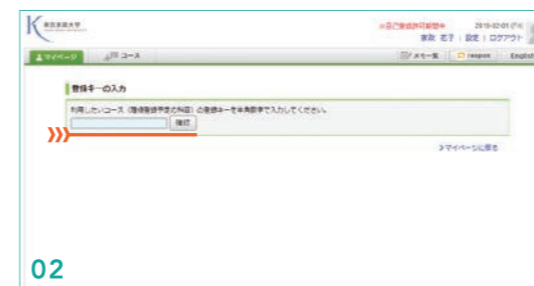 K 東京家政大学
※自己登録許可期間中
東政 花子 | 設定 | ログアウト
マイページ コース
メモ一覧 respon English
登録キーの入力
利用したいコース（履修登録予定の科目）の登録キーを半角数字で入力してください。
確認
マイページに戻る
02